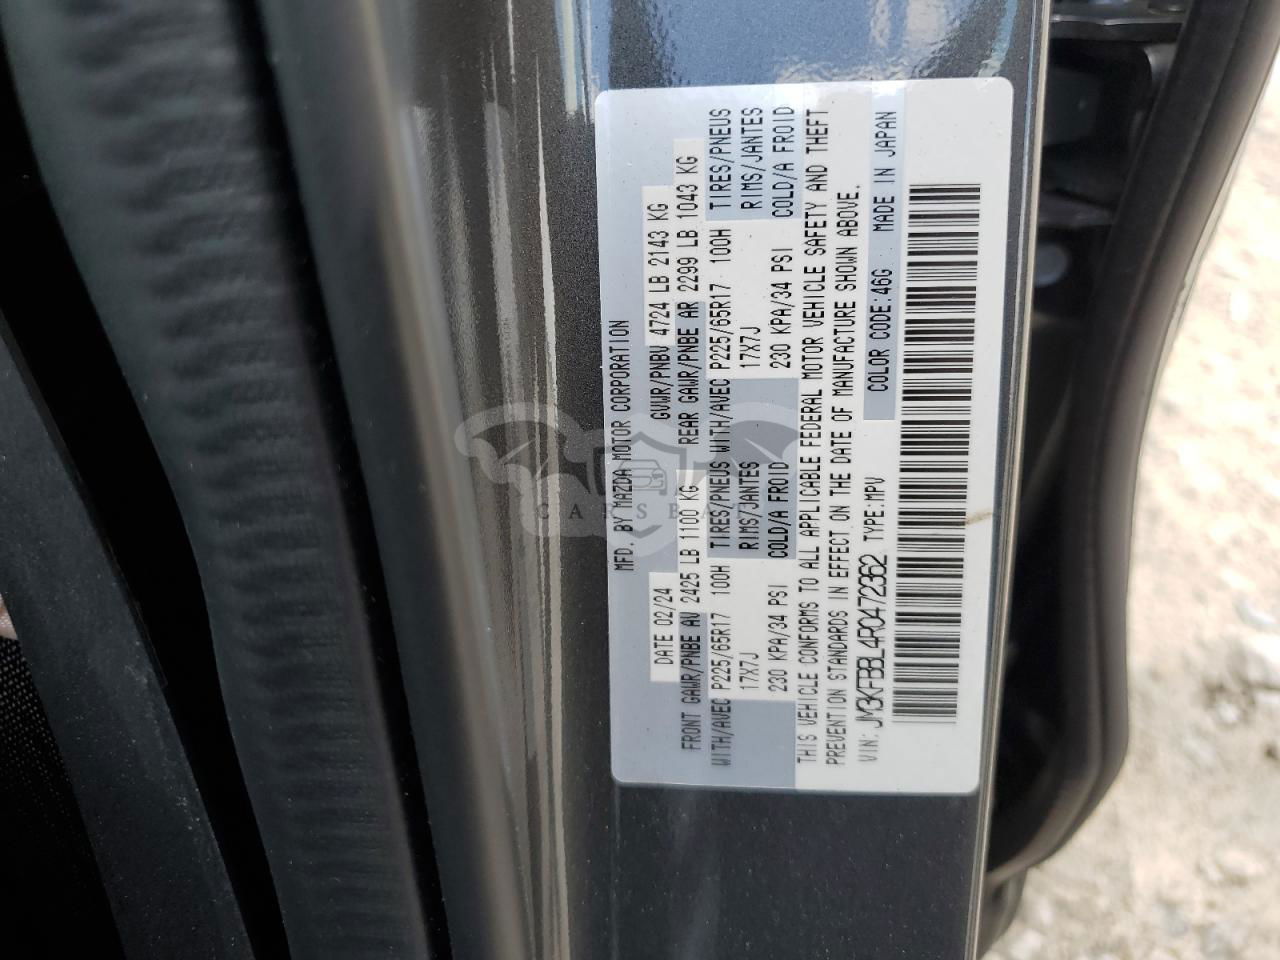 MFD. BY MAZDA MOTOR CORPORATION
DATE 02/24 GVWR/PNBV 4724 LB 2143 KG
FRONT GAWR/PNBE AV 2425 LB 1100 KG REAR GAWR/PNBE AR 2299 LB 1043 KG
WITH/AVEC P225/65R17 100H TIRES/PNEUS WITH/AVEC P225/65R17 100H TIRES/PNEUS
17X7J RIMS/JANTES 17X7J RIMS/JANTES
230 KPA/34 PSI COLD/A FROID 230 KPA/34 PSI COLD/A FROID
THIS VEHICLE CONFORMS TO ALL APPLICABLE FEDERAL MOTOR VEHICLE SAFETY AND THEFT
PREVENTION STANDARDS IN EFFECT ON THE DATE OF MANUFACTURE SHOWN ABOVE.
VIN: JM3KFBBL4R0472362 TYPE:MPV COLOR CODE:46G MADE IN JAPAN